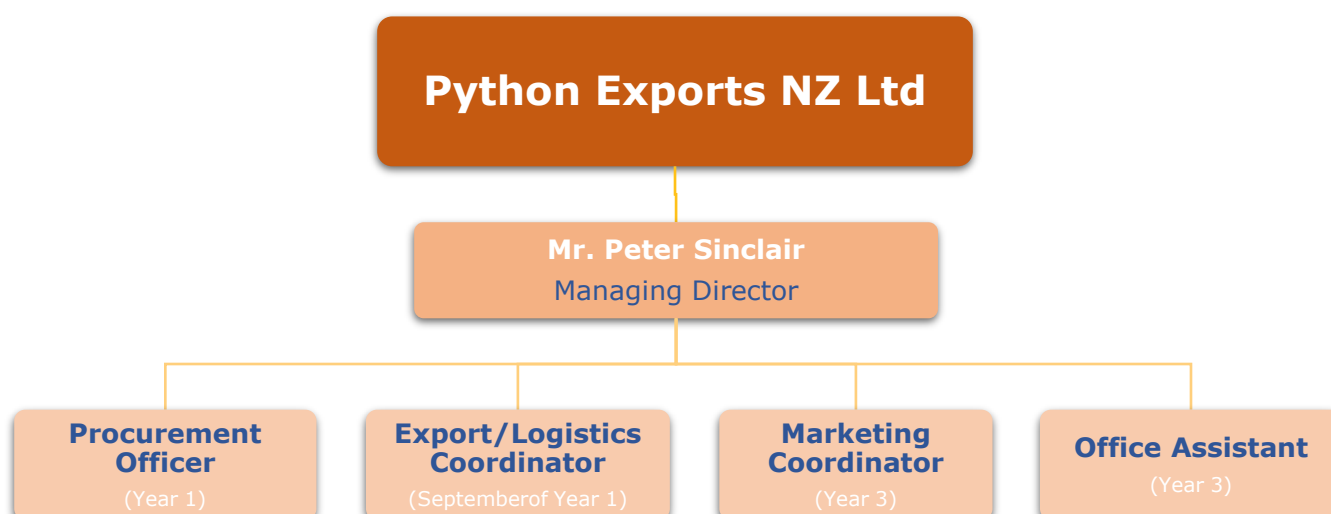 Python Exports NZ Ltd
Mr. Peter Sinclair
Managing Director
Procurement
Officer
(Year 1)
Export/Logistics
Coordinator
(Septemberof Year 1)
Marketing
Coordinator
(Year 3)
Office Assistant
(Year 3)